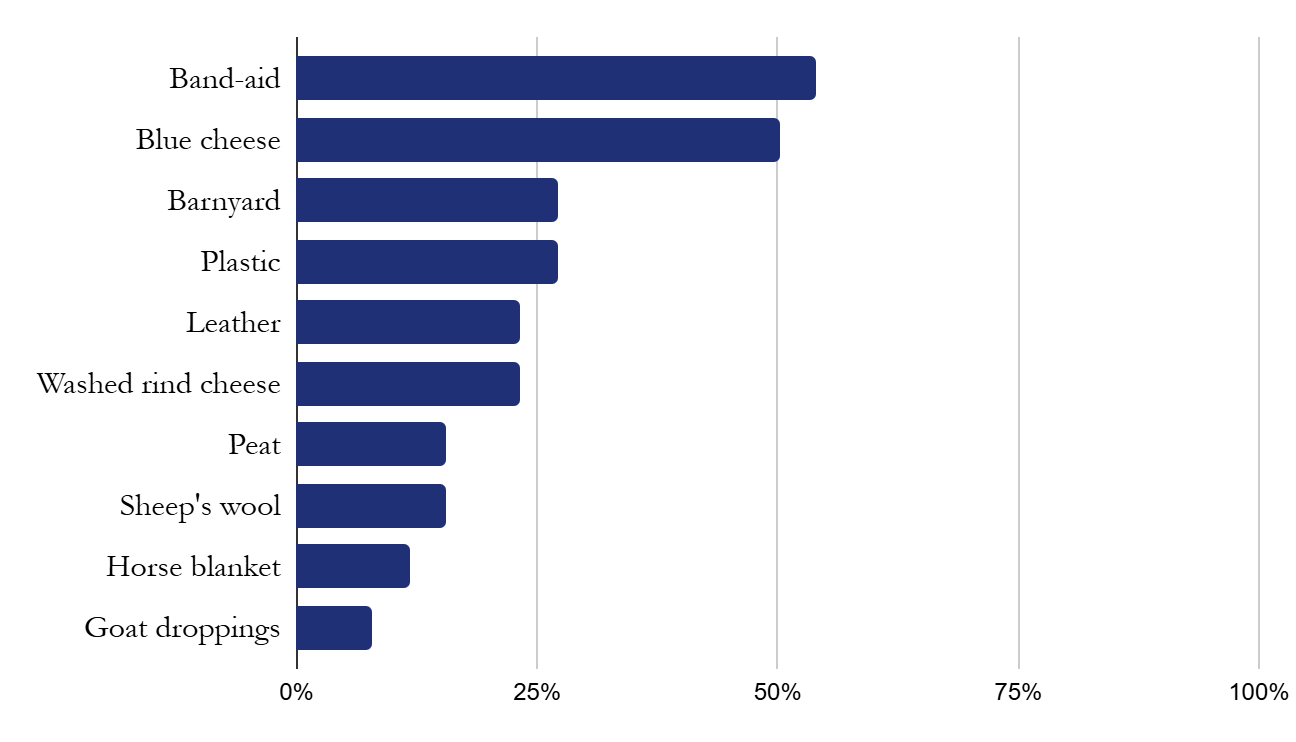 Band-aid
Blue cheese
Barnyard
Plastic
Leather
Washed rind cheese
Peat
Sheep's wool
Horse blanket
Goat droppings
0% 25% 50% 75% 100%